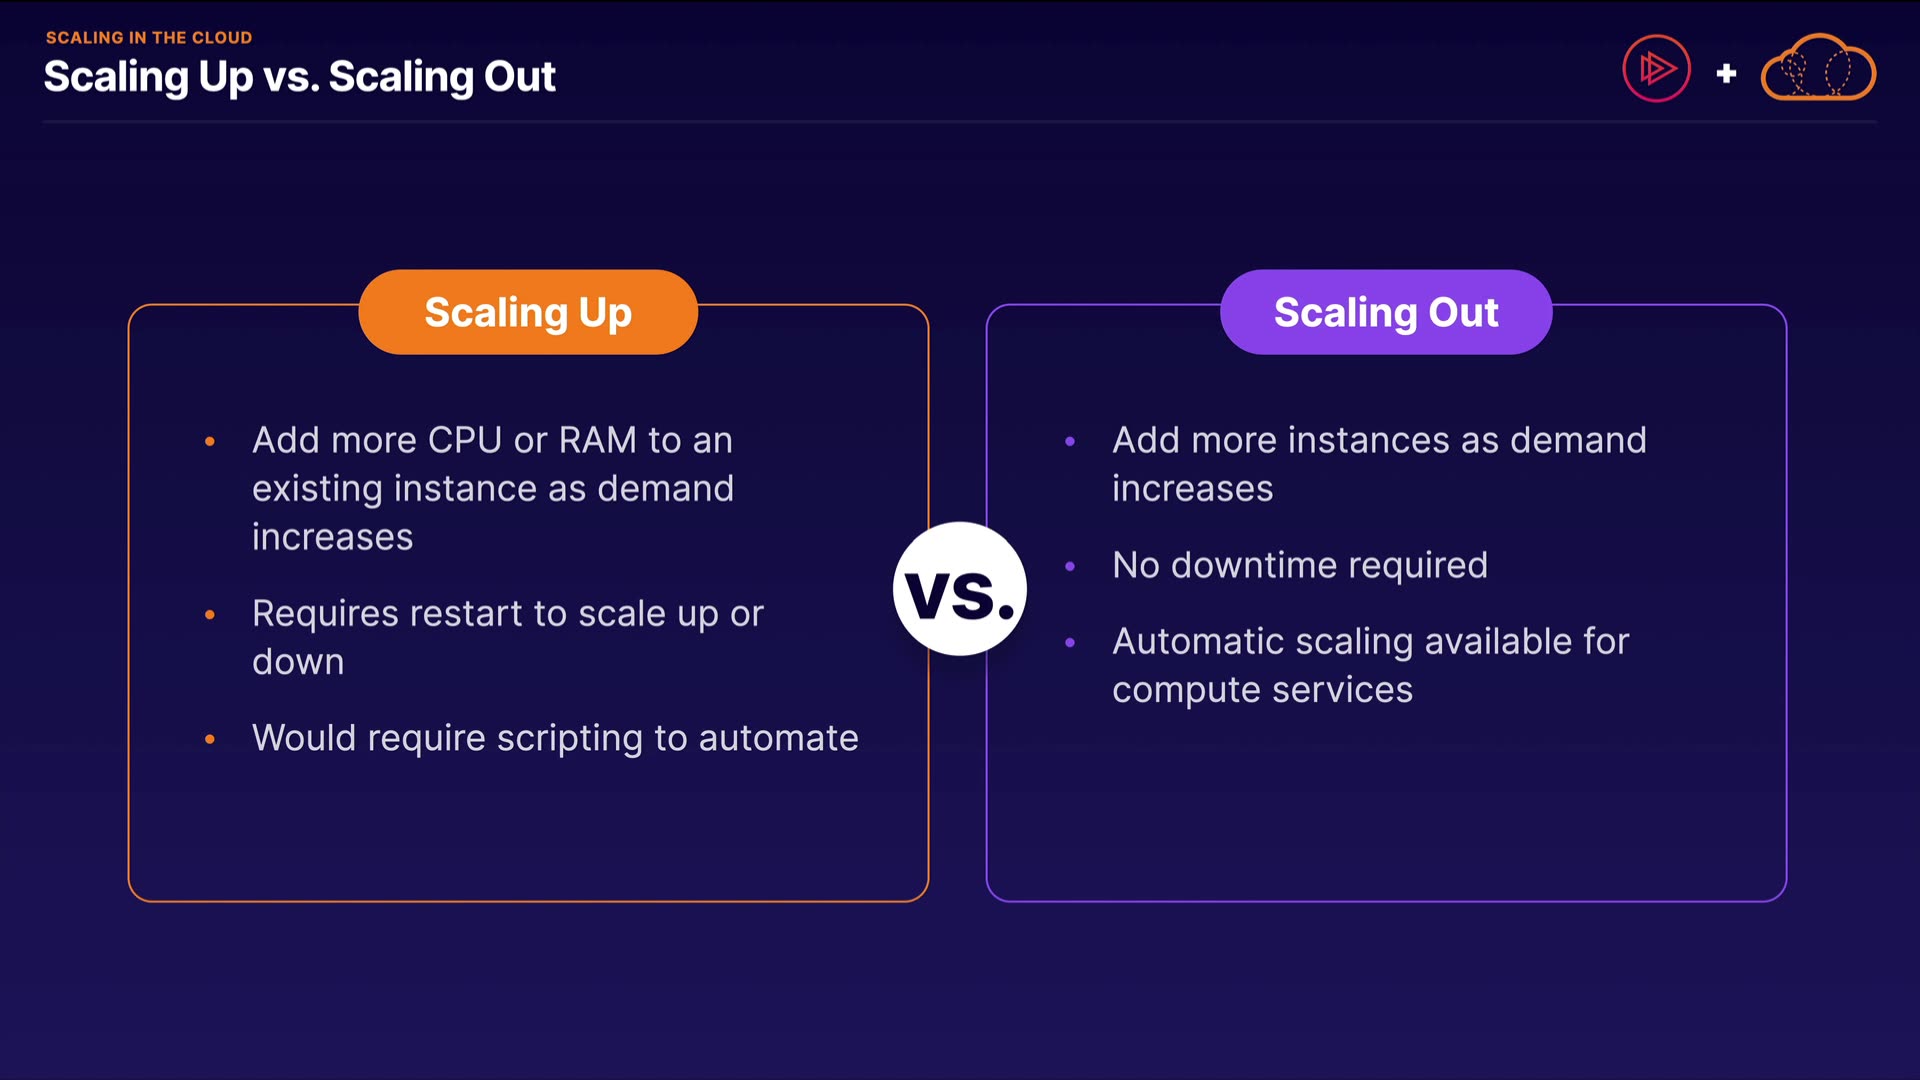 SCALING IN THE CLOUD
Scaling Up vs. Scaling Out
+
Scaling Up
• Add more CPU or RAM to an
existing instance as demand
increases
• Requires restart to scale up or
down
• Would require scripting to automate
vs.
Scaling Out
• Add more instances as demand
increases
• No downtime required
• Automatic scaling available for
compute services